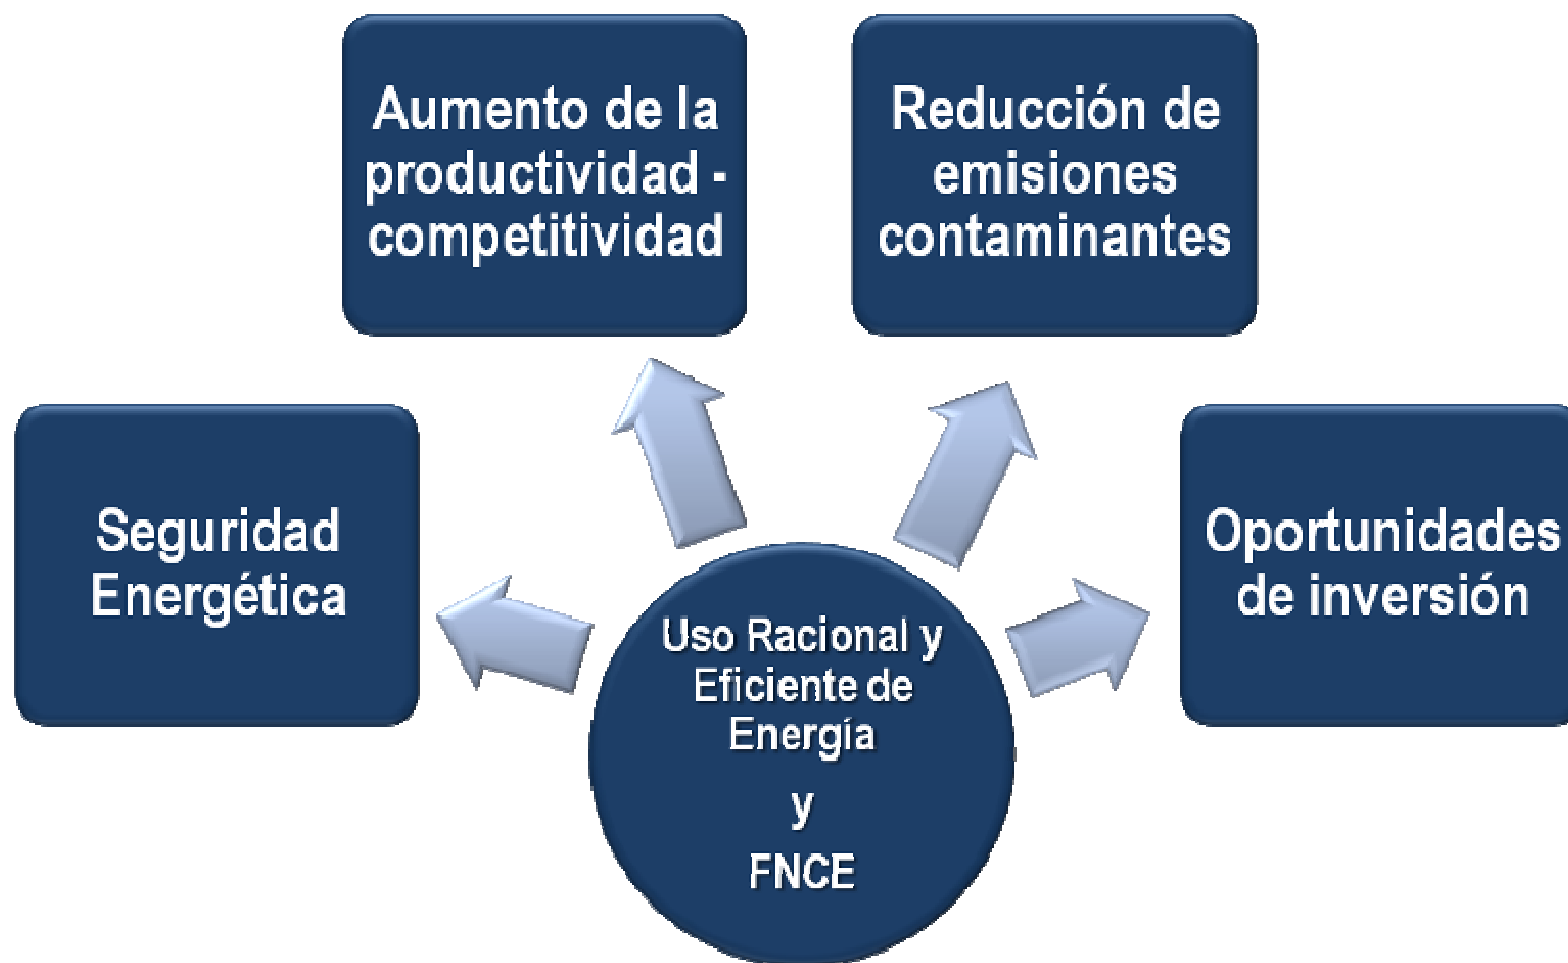 Aumento de la
productividad -
competitividad
Reducción de
emisiones
contaminantes
Seguridad
Energética
Oportunidades
de inversión
Uso Racional y
Eficiente de
Energía
y
FNCE